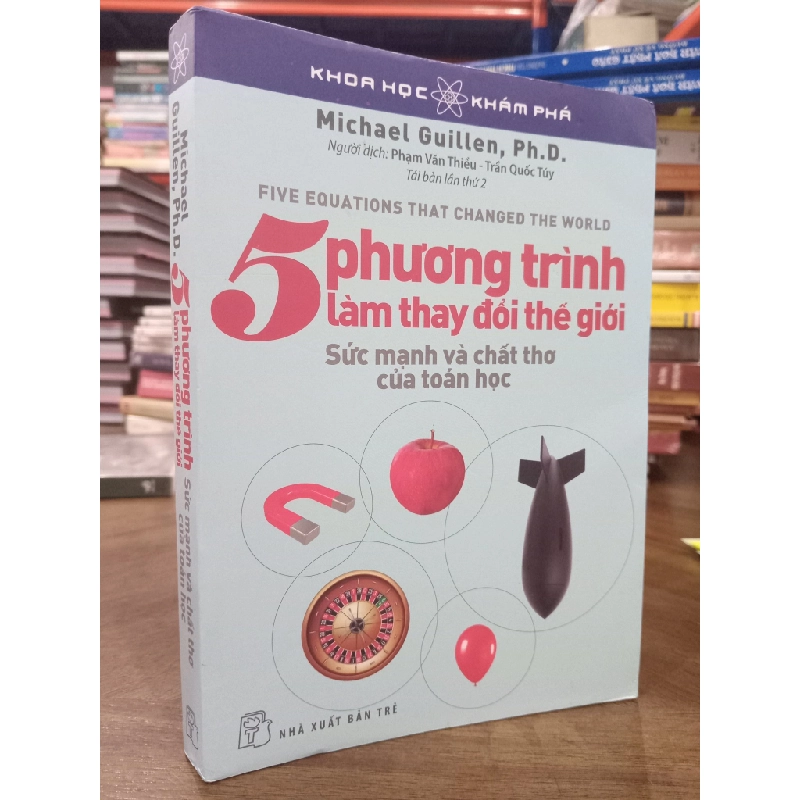 KHOA HỌC KHÁM PHÁ
Michael Guillen, Ph.D.
Người dịch: Phạm Văn Thiều - Trần Quốc Túy
Tái bản lần thứ 2
FIVE EQUATIONS THAT CHANGED THE WORLD
5 phương trình
làm thay đổi thế giới
Sức mạnh và chất thơ
của toán học
NHÀ XUẤT BẢN TRẺ
Michael
Guillen, Ph.D.
5 phương trình
làm thay đổi thế giới
Sức mạnh và chất thơ
của toán học